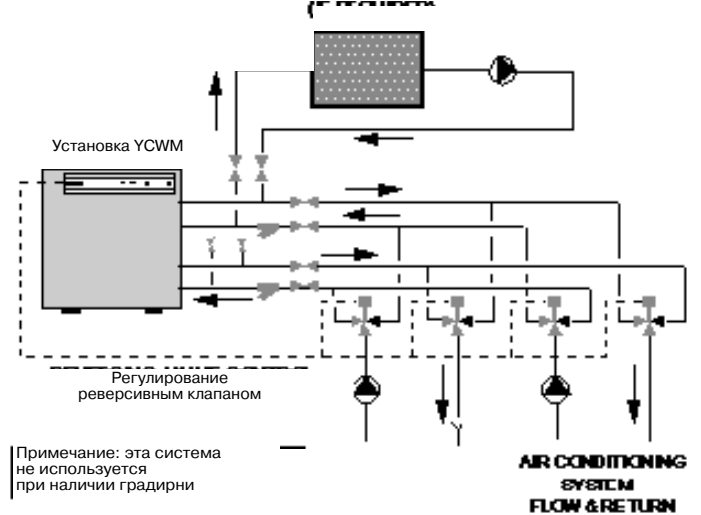 Установка YCWM
Регулирование
реверсивным клапаном
Примечание: эта система
не используется
при наличии градирни
AIR CONDITIONING
SYSTEM
FLOW & RETURN